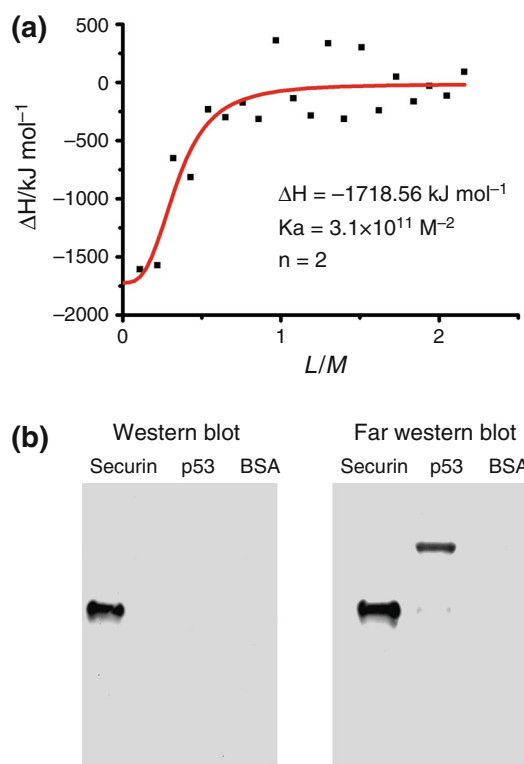 (a)
500
0
−500
−1000
−1500
−2000
ΔH/kJ mol⁻¹
ΔH = −1718.56 kJ mol⁻¹
Ka = 3.1×10¹¹ M⁻²
n = 2
0 1 2
L/M
(b)
Western blot Far western blot
Securin p53 BSA Securin p53 BSA